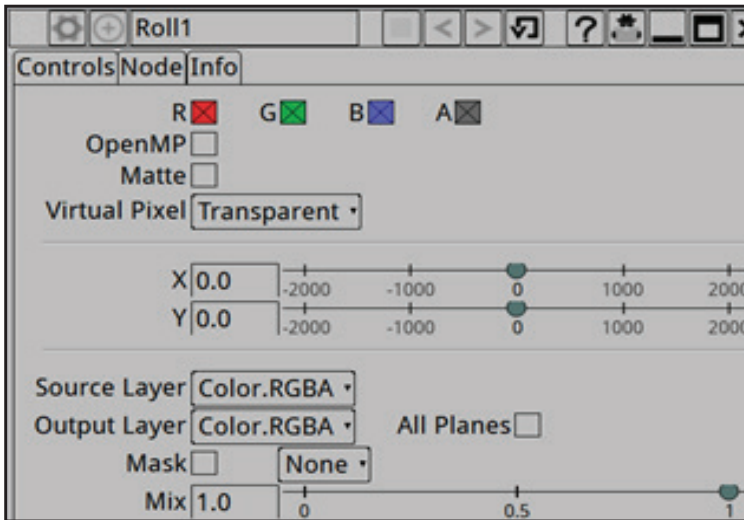 Roll1 < > ?
Controls Node Info
R G B A
OpenMP
Matte
Virtual Pixel Transparent
X 0.0 -2000 -1000 0 1000 2000
Y 0.0 -2000 -1000 0 1000 2000
Source Layer Color.RGBA
Output Layer Color.RGBA All Planes
Mask None
Mix 1.0 0 0.5 1